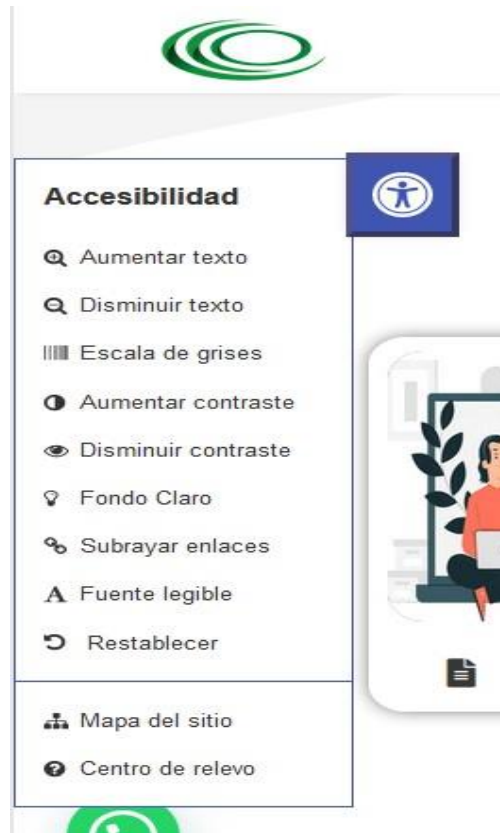 Accesibilidad
Aumentar texto
Disminuir texto
Escala de grises
Aumentar contraste
Disminuir contraste
Fondo Claro
Subrayar enlaces
Fuente legible
Restablecer
Mapa del sitio
Centro de relevo